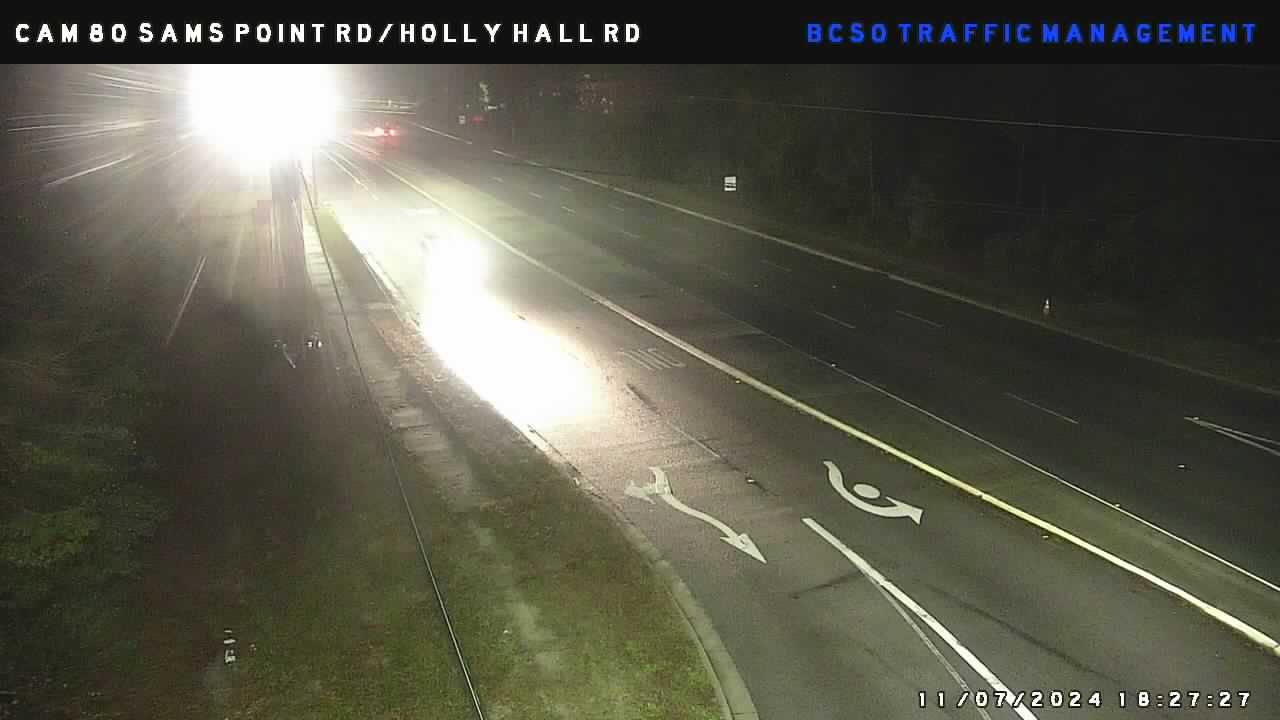 CAM 80 SAMS POINT RD/HOLLY HALL RD
BCSO TRAFFIC MANAGEMENT
11/07/2024 18:27:27